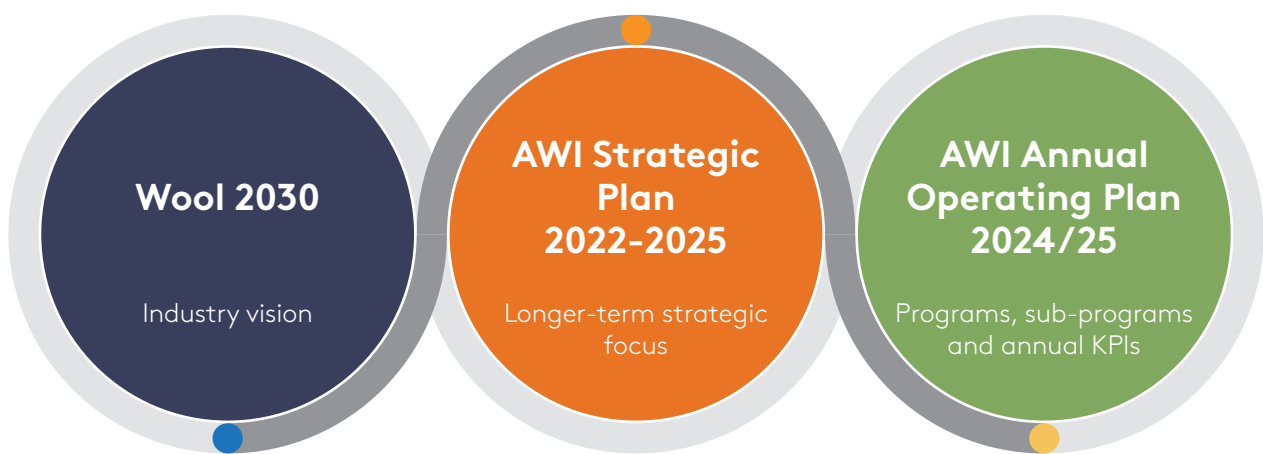 Wool 2030
Industry vision
AWI Strategic
Plan
2022-2025
Longer-term strategic
focus
AWI Annual
Operating Plan
2024/25
Programs, sub-programs
and annual KPIs